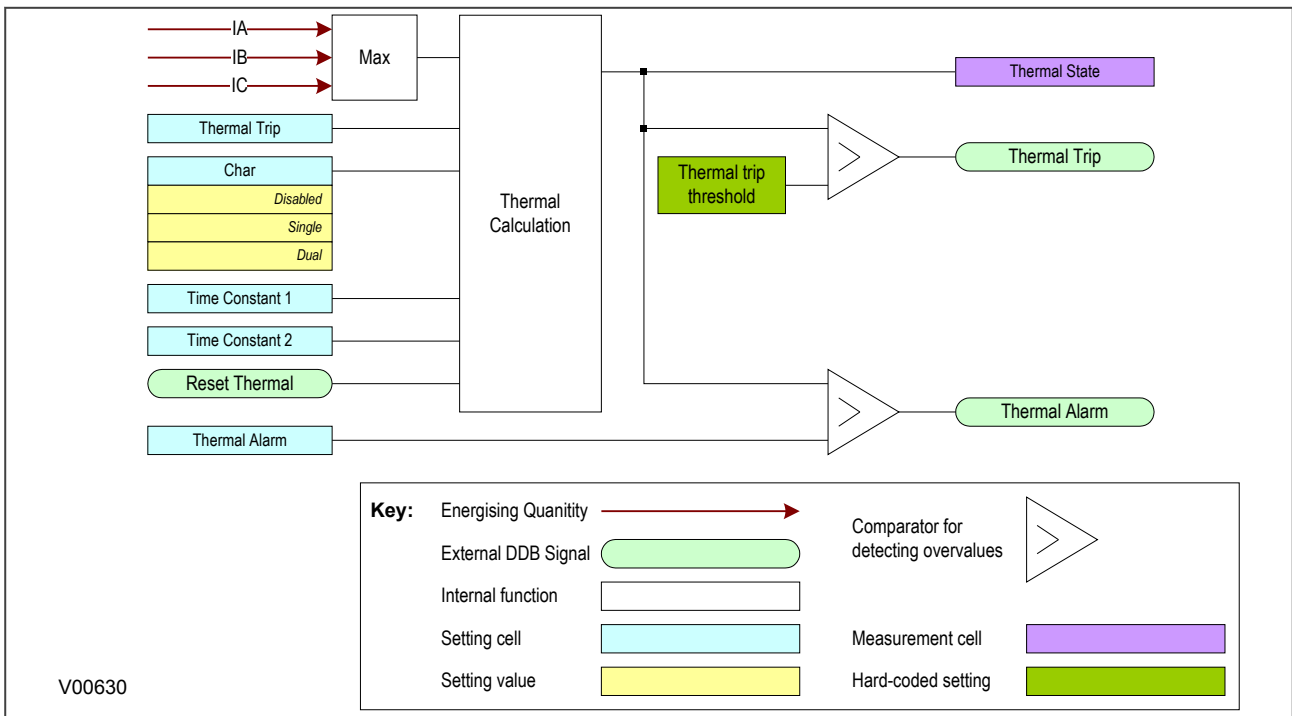 IA
IB
IC
Max
Thermal State
Thermal Trip
Char
Disabled
Single
Dual
Thermal
Calculation
Thermal trip
threshold
Thermal Trip
Time Constant 1
Time Constant 2
Reset Thermal
Thermal Alarm
Thermal Alarm
Key:
Energising Quanitity
External DDB Signal
Internal function
Setting cell
Setting value
Comparator for
detecting overvalues
Measurement cell
Hard-coded setting
V00630